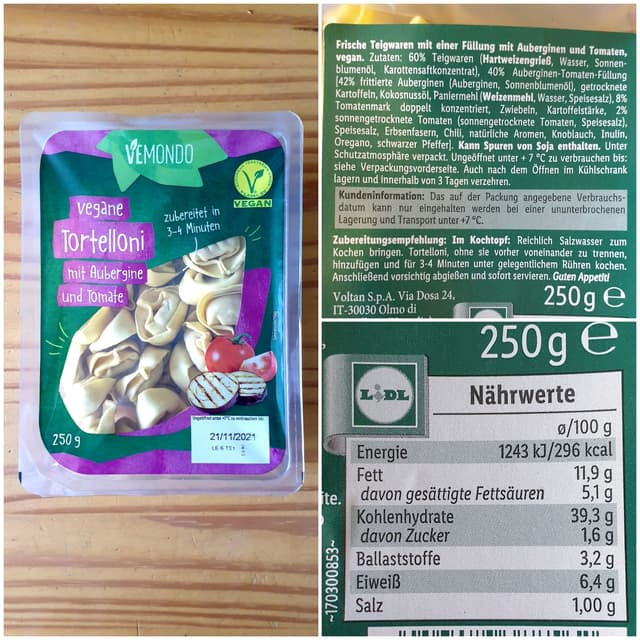 VEMONDO
V
VEGAN
vegane
Tortelloni
mit Aubergine
und Tomate
zubereitet in
3-4 Minuten
250 g
Ungeöffnet unter +7°C zu verbrauchen bis:
21/11/2021
Frische Teigwaren mit einer Füllung mit Auberginen und Tomaten,
vegan. Zutaten: 60% Teigwaren (Hartweizengrieß, Wasser, Sonnen-
blumenöl, Karottensaftkonzentrat), 40% Auberginen-Tomaten-Füllung
[42% frittierte Auberginen (Auberginen, Sonnenblumenöl), getrocknete
Kartoffeln, Kokosnussöl, Paniermehl (Weizenmehl, Wasser, Speisesalz), 8%
Tomatenmark doppelt konzentriert, Zwiebeln, Kartoffelstärke, 2%
sonnengetrocknete Tomaten (sonnengetrocknete Tomaten, Speisesalz),
Speisesalz, Erbsenfasern, Chili, natürliche Aromen, Knoblauch, Inulin,
Oregano, schwarzer Pfeffer]. Kann Spuren von Soja enthalten. Unter
Schutzatmosphäre verpackt. Ungeöffnet unter + 7 °C zu verbrauchen bis:
siehe Verpackungsvorderseite. Auch nach dem Öffnen im Kühlschrank
lagern und innerhalb von 3 Tagen verzehren.
Kundeninformation: Das auf der Packung angegebene Verbrauchs-
datum kann nur eingehalten werden bei einer ununterbrochenen
Lagerung und Transport unter +7°C.
Zubereitungsempfehlung: Im Kochtopf: Reichlich Salzwasser zum
Kochen bringen. Tortelloni, ohne sie vorher voneinander zu trennen,
hinzufügen und für 3-4 Minuten unter gelegentlichem Rühren kochen.
Anschließend vorsichtig abgießen und sofort servieren. Guten Appetit!
Voltan S.p.A. Via Dosa 24,
IT-30030 Olmo di
250g e
250g e
LIDL
Nährwerte
ø/100 g
Energie 1243 kJ/296 kcal
Fett 11,9 g
davon gesättigte Fettsäuren 5,1 g
Kohlenhydrate 39,3 g
davon Zucker 1,6 g
Ballaststoffe 3,2 g
Eiweiß 6,4 g
Salz 1,00 g
ite.
~170300853~